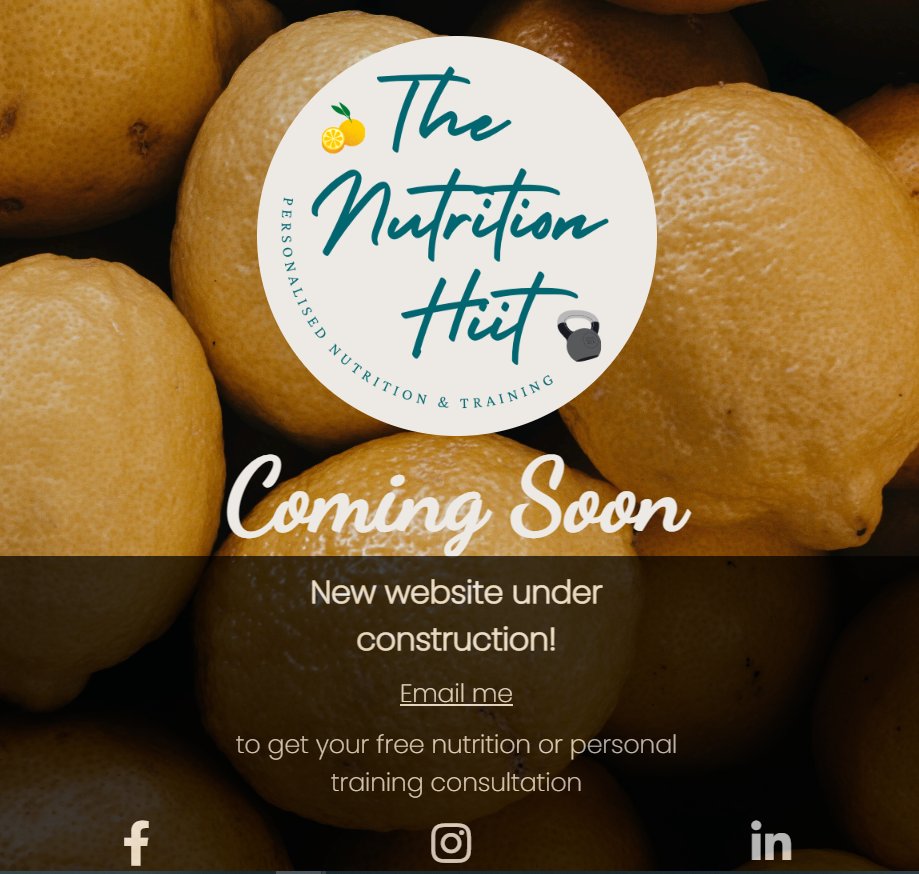 The
Nutrition
Hiit
PERSONALISED NUTRITION & TRAINING
Coming Soon
New website under
construction!
Email me
to get your free nutrition or personal
training consultation